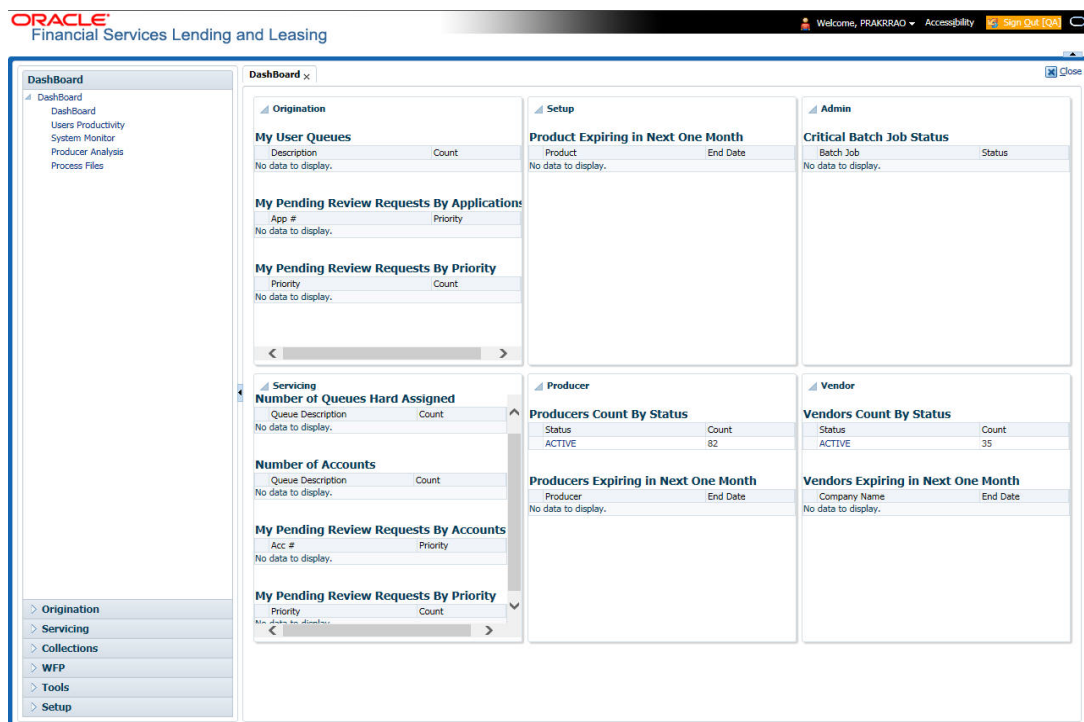 ORACLE®
Financial Services Lending and Leasing
Welcome, PRAKRRAO Accessibility Sign Out [QA]
DashBoard
DashBoard
DashBoard
Users Productivity
System Monitor
Producer Analysis
Process Files
Origination
Servicing
Collections
WFP
Tools
Setup
DashBoard
Close
Origination
My User Queues
Description Count
No data to display.
My Pending Review Requests By Applications
App # Priority
No data to display.
My Pending Review Requests By Priority
Priority Count
No data to display.
Setup
Product Expiring in Next One Month
Product End Date
No data to display.
Admin
Critical Batch Job Status
Batch Job Status
No data to display.
Servicing
Number of Queues Hard Assigned
Queue Description Count
No data to display.
Number of Accounts
Queue Description Count
No data to display.
My Pending Review Requests By Accounts
Acc # Priority
No data to display.
My Pending Review Requests By Priority
Priority Count
No data to display.
Producer
Producers Count By Status
Status Count
ACTIVE 82
Producers Expiring in Next One Month
Producer End Date
No data to display.
Vendor
Vendors Count By Status
Status Count
ACTIVE 35
Vendors Expiring in Next One Month
Company Name End Date
No data to display.